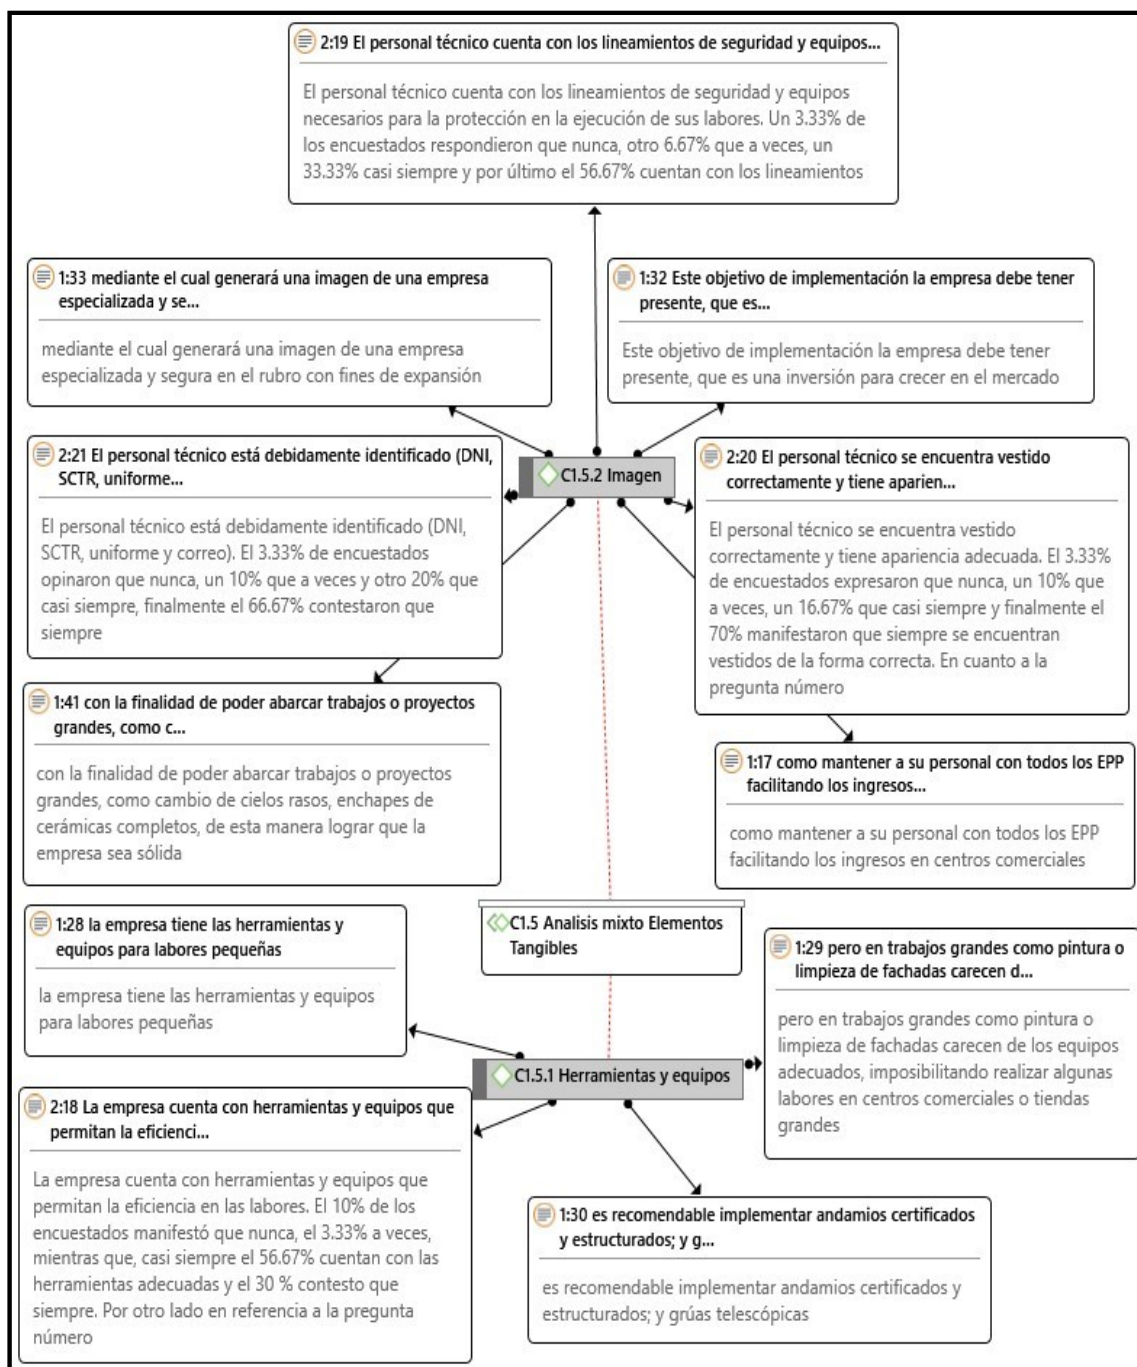 2:19 El personal técnico cuenta con los lineamientos de seguridad y equipos...
El personal técnico cuenta con los lineamientos de seguridad y equipos
necesarios para la protección en la ejecución de sus labores. Un 3.33% de
los encuestados respondieron que nunca, otro 6.67% que a veces, un
33.33% casi siempre y por último el 56.67% cuentan con los lineamientos
1:33 mediante el cual generará una imagen de una empresa
especializada y se...
mediante el cual generará una imagen de una empresa
especializada y segura en el rubro con fines de expansión
1:32 Este objetivo de implementación la empresa debe tener
presente, que es...
Este objetivo de implementación la empresa debe tener
presente, que es una inversión para crecer en el mercado
2:21 El personal técnico está debidamente identificado (DNI,
SCTR, uniforme...
El personal técnico está debidamente identificado (DNI,
SCTR, uniforme y correo). El 3.33% de encuestados
opinaron que nunca, un 10% que a veces y otro 20% que
casi siempre, finalmente el 66.67% contestaron que
siempre
C1.5.2 Imagen
2:20 El personal técnico se encuentra vestido
correctamente y tiene aparien...
El personal técnico se encuentra vestido
correctamente y tiene apariencia adecuada. El 3.33%
de encuestados expresaron que nunca, un 10% que
a veces, un 16.67% que casi siempre y finalmente el
70% manifestaron que siempre se encuentran
vestidos de la forma correcta. En cuanto a la
pregunta número
1:41 con la finalidad de poder abarcar trabajos o proyectos
grandes, como c...
con la finalidad de poder abarcar trabajos o proyectos
grandes, como cambio de cielos rasos, enchapes de
cerámicas completos, de esta manera lograr que la
empresa sea sólida
1:17 como mantener a su personal con todos los EPP
facilitando los ingresos...
como mantener a su personal con todos los EPP
facilitando los ingresos en centros comerciales
1:28 la empresa tiene las herramientas y
equipos para labores pequeñas
la empresa tiene las herramientas y equipos
para labores pequeñas
C1.5 Analisis mixto Elementos
Tangibles
1:29 pero en trabajos grandes como pintura o
limpieza de fachadas carecen d...
pero en trabajos grandes como pintura o
limpieza de fachadas carecen de los equipos
adecuados, imposibilitando realizar algunas
labores en centros comerciales o tiendas
grandes
C1.5.1 Herramientas y equipos
2:18 La empresa cuenta con herramientas y equipos que
permitan la eficienci...
La empresa cuenta con herramientas y equipos que
permitan la eficiencia en las labores. El 10% de los
encuestados manifestó que nunca, el 3.33% a veces,
mientras que, casi siempre el 56.67% cuentan con las
herramientas adecuadas y el 30 % contesto que
siempre. Por otro lado en referencia a la pregunta
número
1:30 es recomendable implementar andamios certificados
y estructurados; y g...
es recomendable implementar andamios certificados y
estructurados; y grúas telescópicas